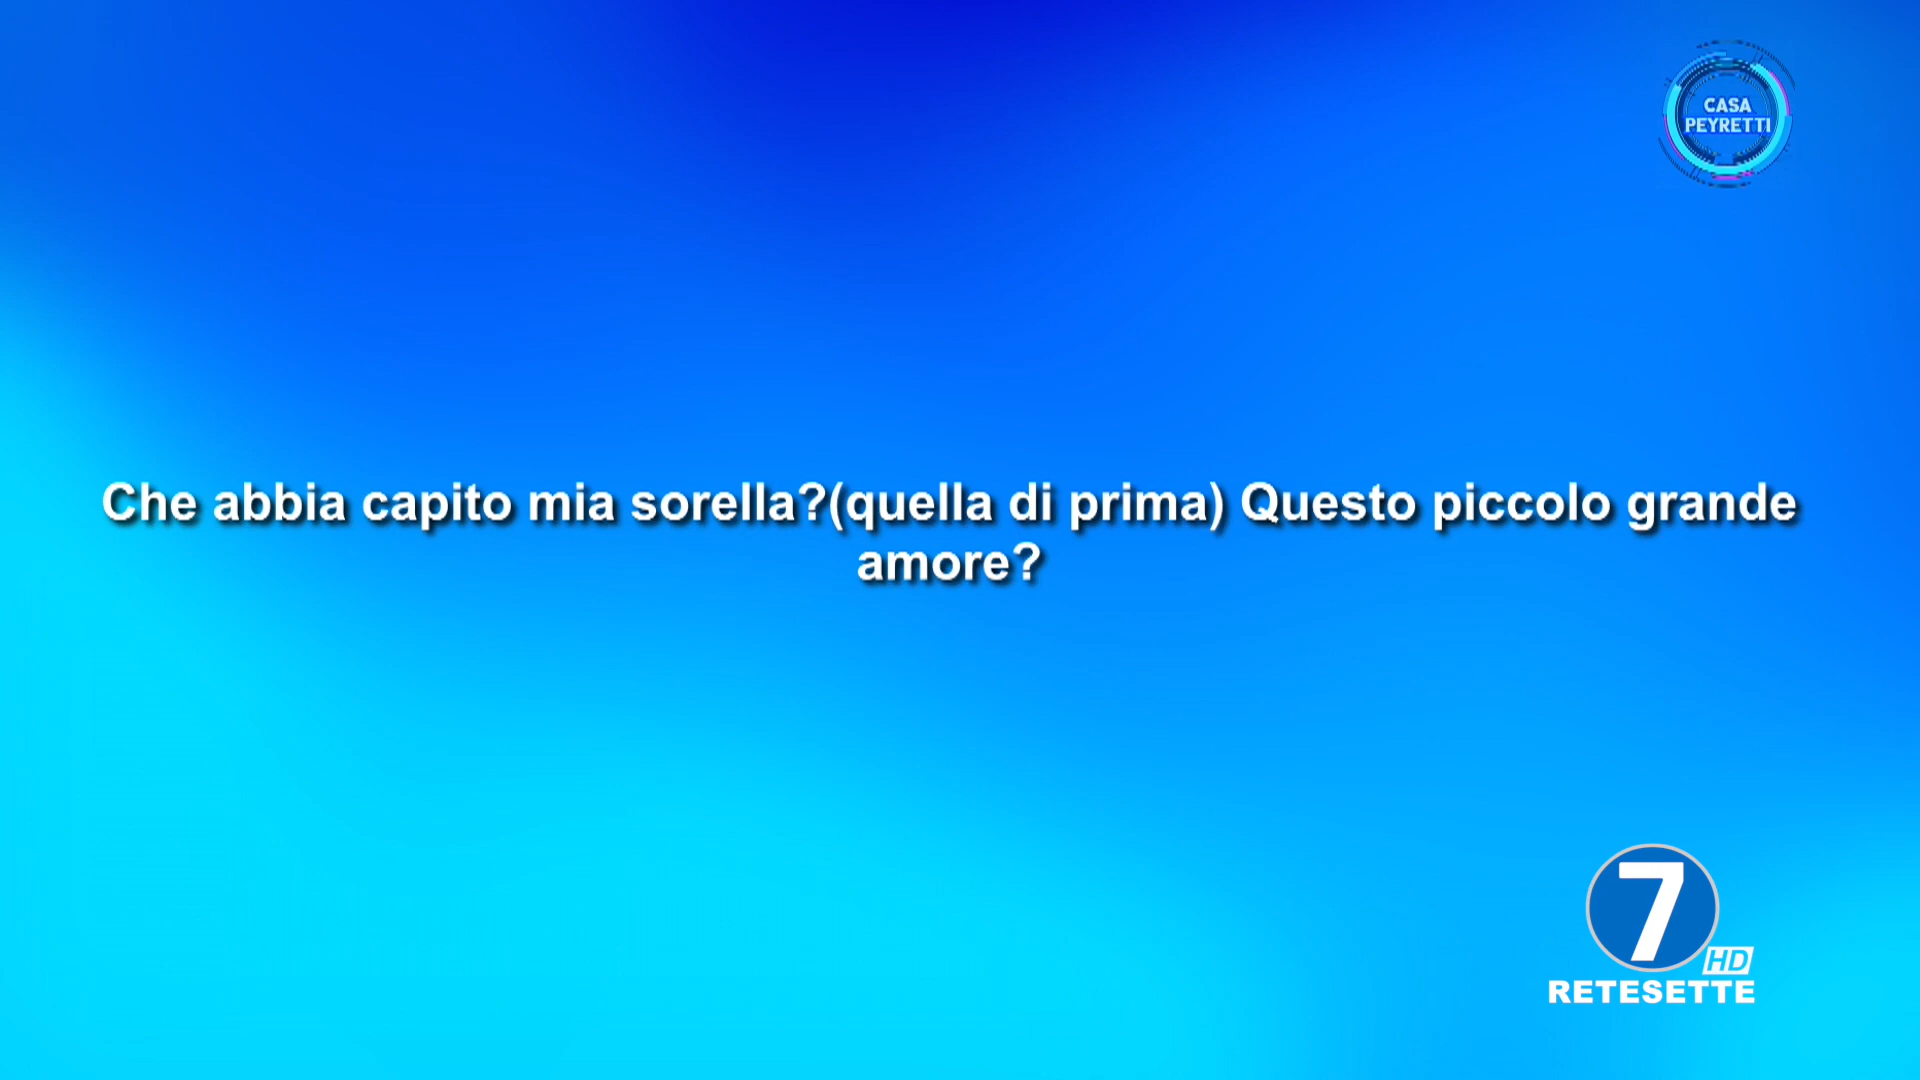 CASA
PEYRETTI
Che abbia capito mia sorella?(quella di prima) Questo piccolo grande
amore?
7
HD
RETESETTE